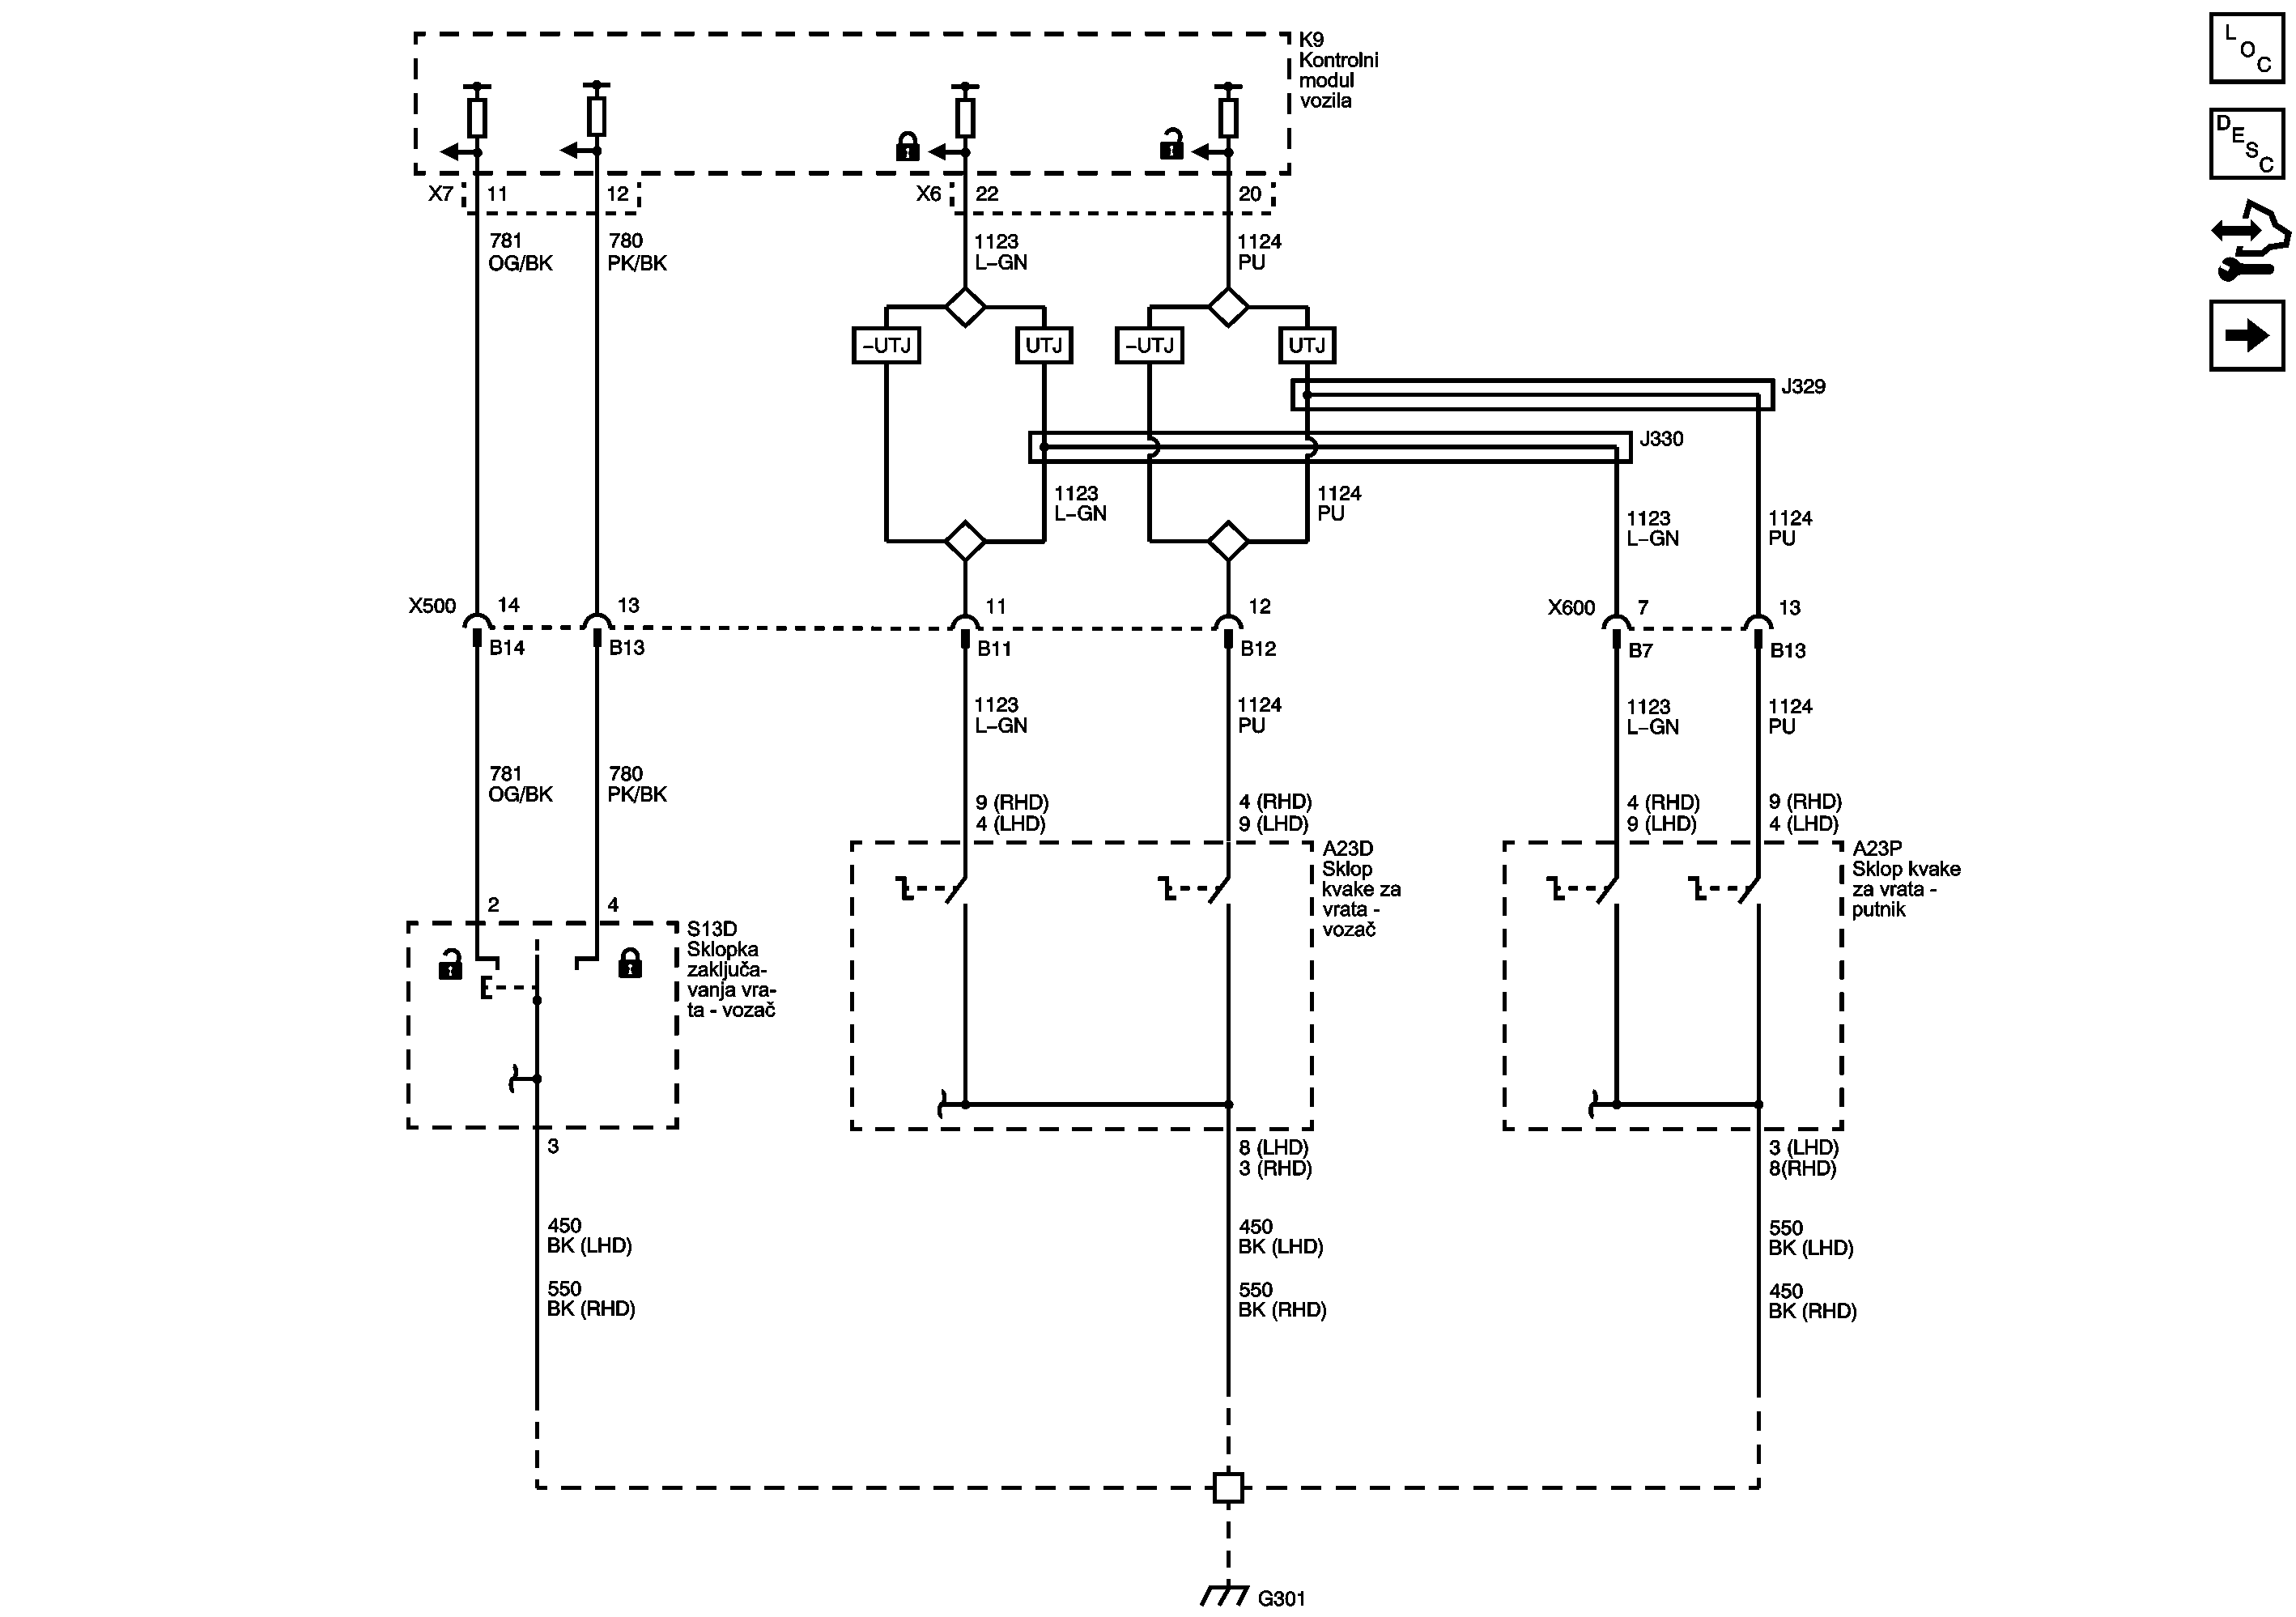 K9
Kontrolni
modul
vozila
L
O
C
D
E
S
C
X7 11 12 X6 22 20
781
OG/BK
780
PK/BK
1123
L-GN
1124
PU
-UTJ UTJ -UTJ UTJ
J329
J330
1123
L-GN
1124
PU
1123
L-GN
1124
PU
X500 14 13 11 12 X600 7 13
B14 B13 B11 B12 B7 B13
1123
L-GN
1124
PU
1123
L-GN
1124
PU
781
OG/BK
780
PK/BK
9 (RHD)
4 (LHD)
4 (RHD)
9 (LHD)
4 (RHD)
9 (LHD)
9 (RHD)
4 (LHD)
A23D
Sklop
kvake za
vrata -
vozač
A23P
Sklop kvake
za vrata -
putnik
2 4
S13D
Sklopka
zaključa-
vanja vra-
ta - vozač
3
8 (LHD)
3 (RHD)
3 (LHD)
8(RHD)
450
BK (LHD)
550
BK (RHD)
450
BK (LHD)
550
BK (RHD)
550
BK (LHD)
450
BK (RHD)
G301